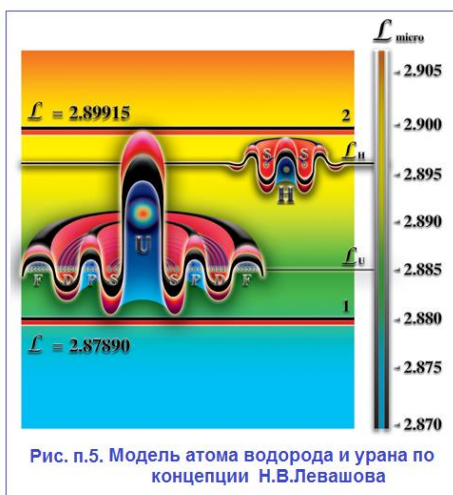 ℒ micro
2.905
ℒ = 2.89915 2
2.900
ℒH
S S
2.895
H
2.890
U
ℒU
2.885
F D P S S P D F
1
2.880
ℒ = 2.87890
2.875
2.870
Рис. п.5. Модель атома водорода и урана по
концепции Н.В.Левашова